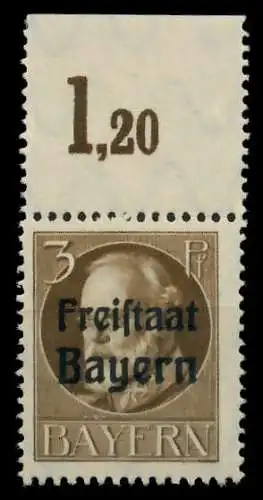 1,20
3 Pf
Freiſtaat
Bayern
BAYERN